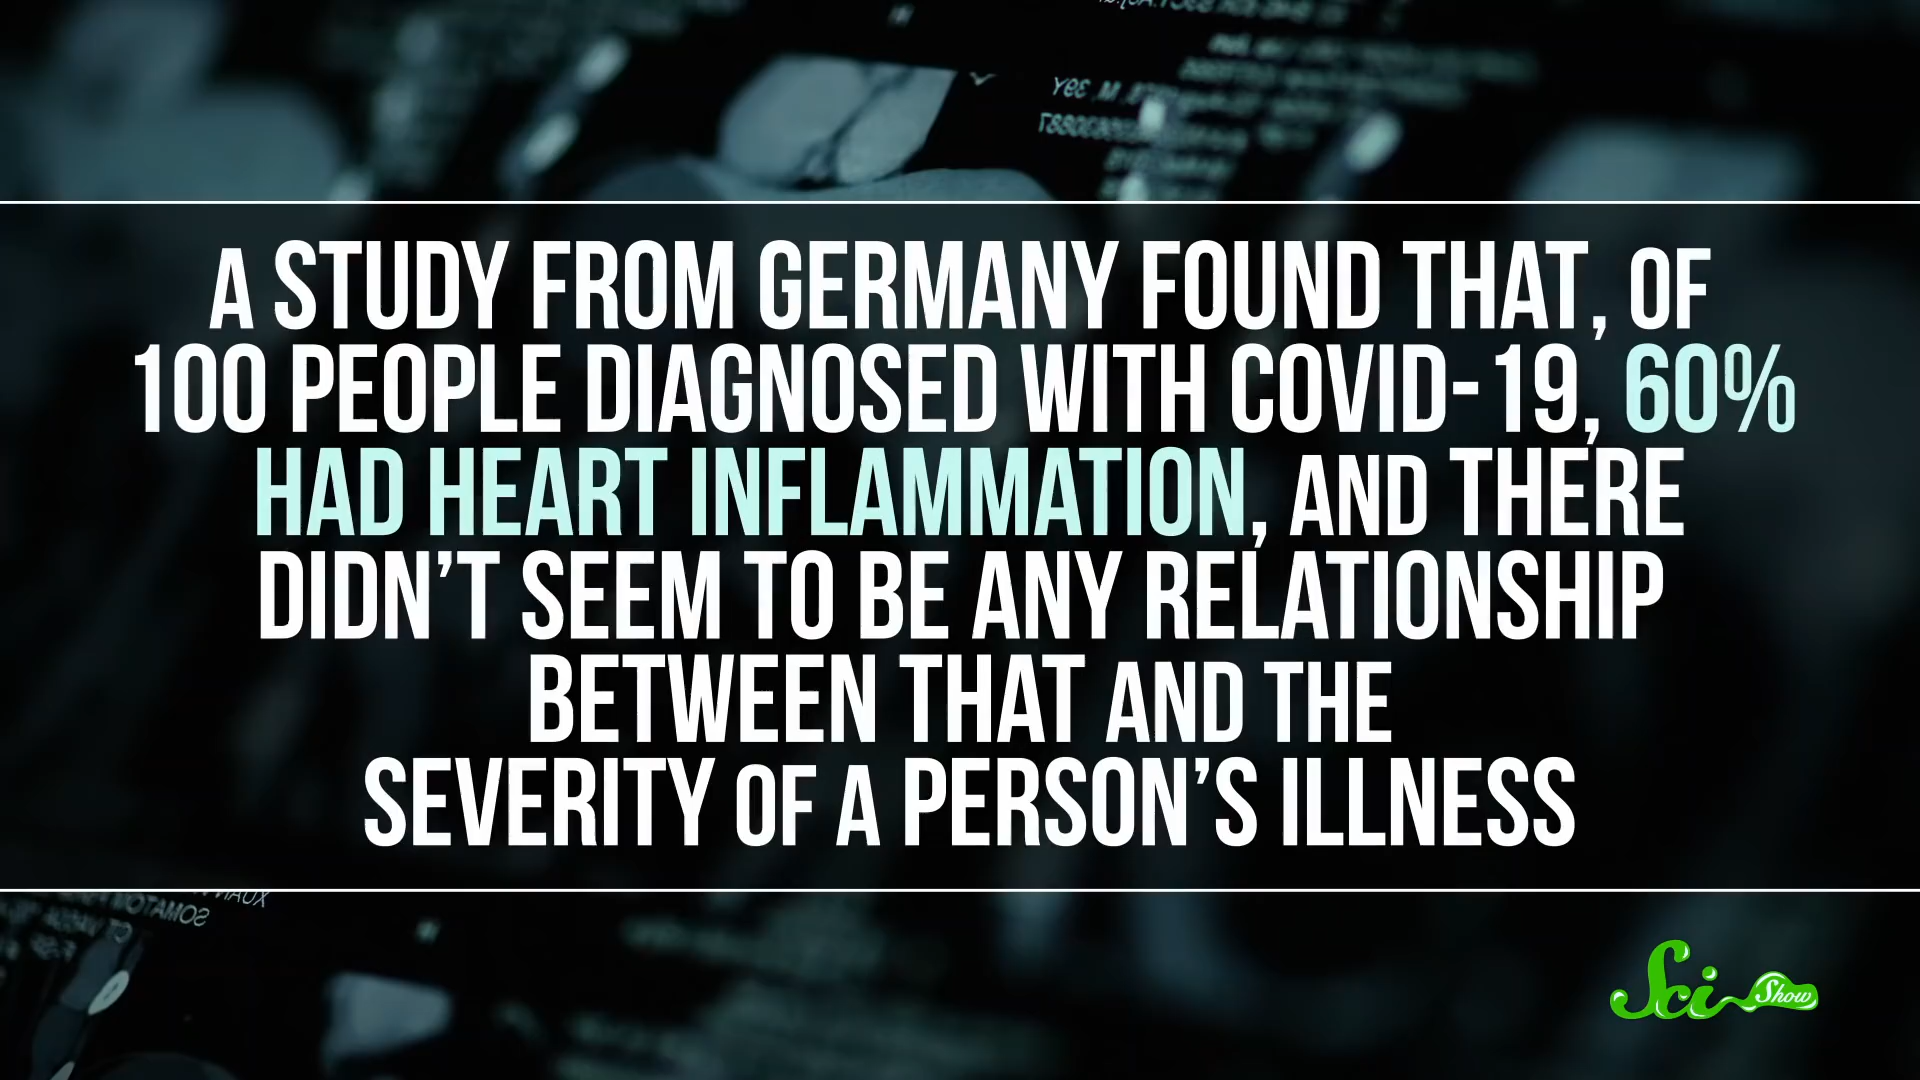 A STUDY FROM GERMANY FOUND THAT, OF
100 PEOPLE DIAGNOSED WITH COVID-19, 60%
HAD HEART INFLAMMATION, AND THERE
DIDN'T SEEM TO BE ANY RELATIONSHIP
BETWEEN THAT AND THE
SEVERITY OF A PERSON'S ILLNESS
SciShow